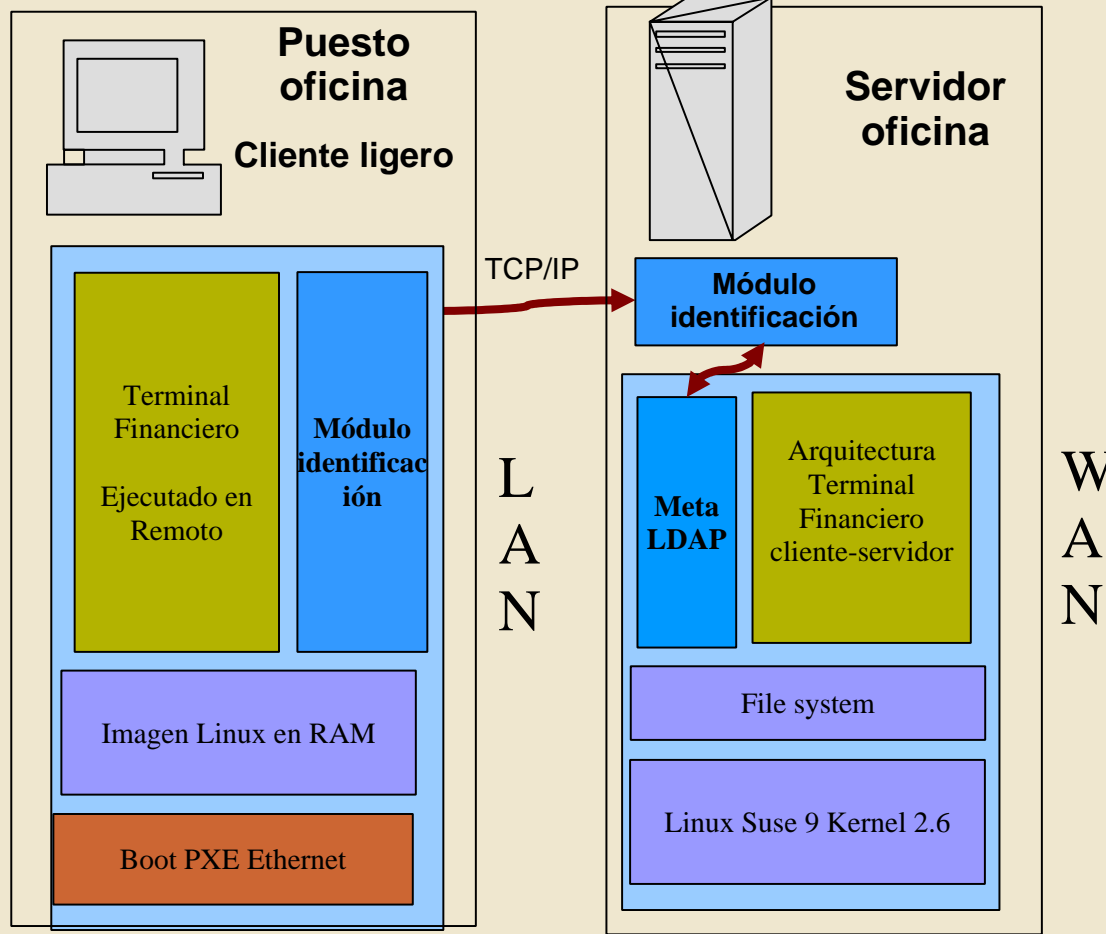 Puesto
oficina
Cliente ligero
Terminal
Financiero
Ejecutado en
Remoto
Módulo
identificac
ión
Imagen Linux en RAM
Boot PXE Ethernet
TCP/IP
L
A
N
Servidor
oficina
Módulo
identificación
Meta
LDAP
Arquitectura
Terminal
Financiero
cliente-servidor
File system
Linux Suse 9 Kernel 2.6
W
A
N